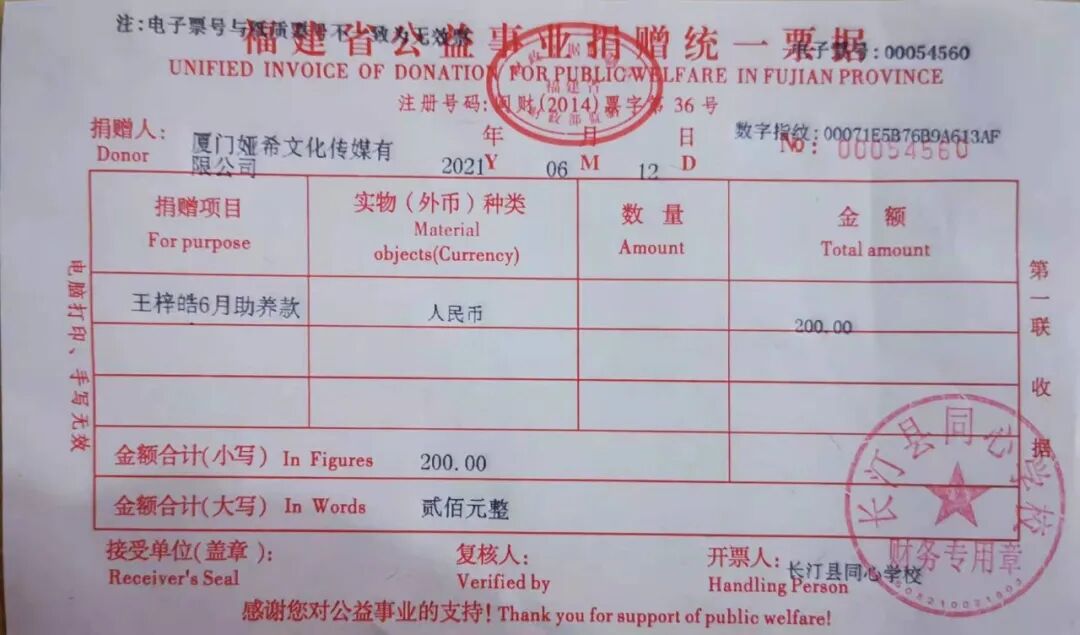 注:电子票号与纸质票号不一致为无效票
福建省公益事业捐赠统一票据
电子票号:00054560
UNIFIED INVOICE OF DONATION FOR PUBLIC WELFARE IN FUJIAN PROVINCE
注册号码:闽财(2014)票字第 36 号
福建省
捐赠人:
厦门娅希文化传媒有
限公司
Donor
年 月 日
2021 Y 06 M 12 D
数字指纹:00071E5B76B9A613AF
No: 00054560
捐赠项目 实物(外币)种类 数 量 金 额
For purpose Material objects(Currency) Amount Total amount
王梓皓6月助养款 人民币 200.00
金额合计(小写) In Figures 200.00
金额合计(大写) In Words 贰佰元整
接受单位(盖章): 复核人: 开票人: 长汀县同心学校
Receiver's Seal Verified by Handling Person
感谢您对公益事业的支持! Thank you for support of public welfare!
电脑打印、手写无效
第一联 收据
长汀县同心学校
财务专用章